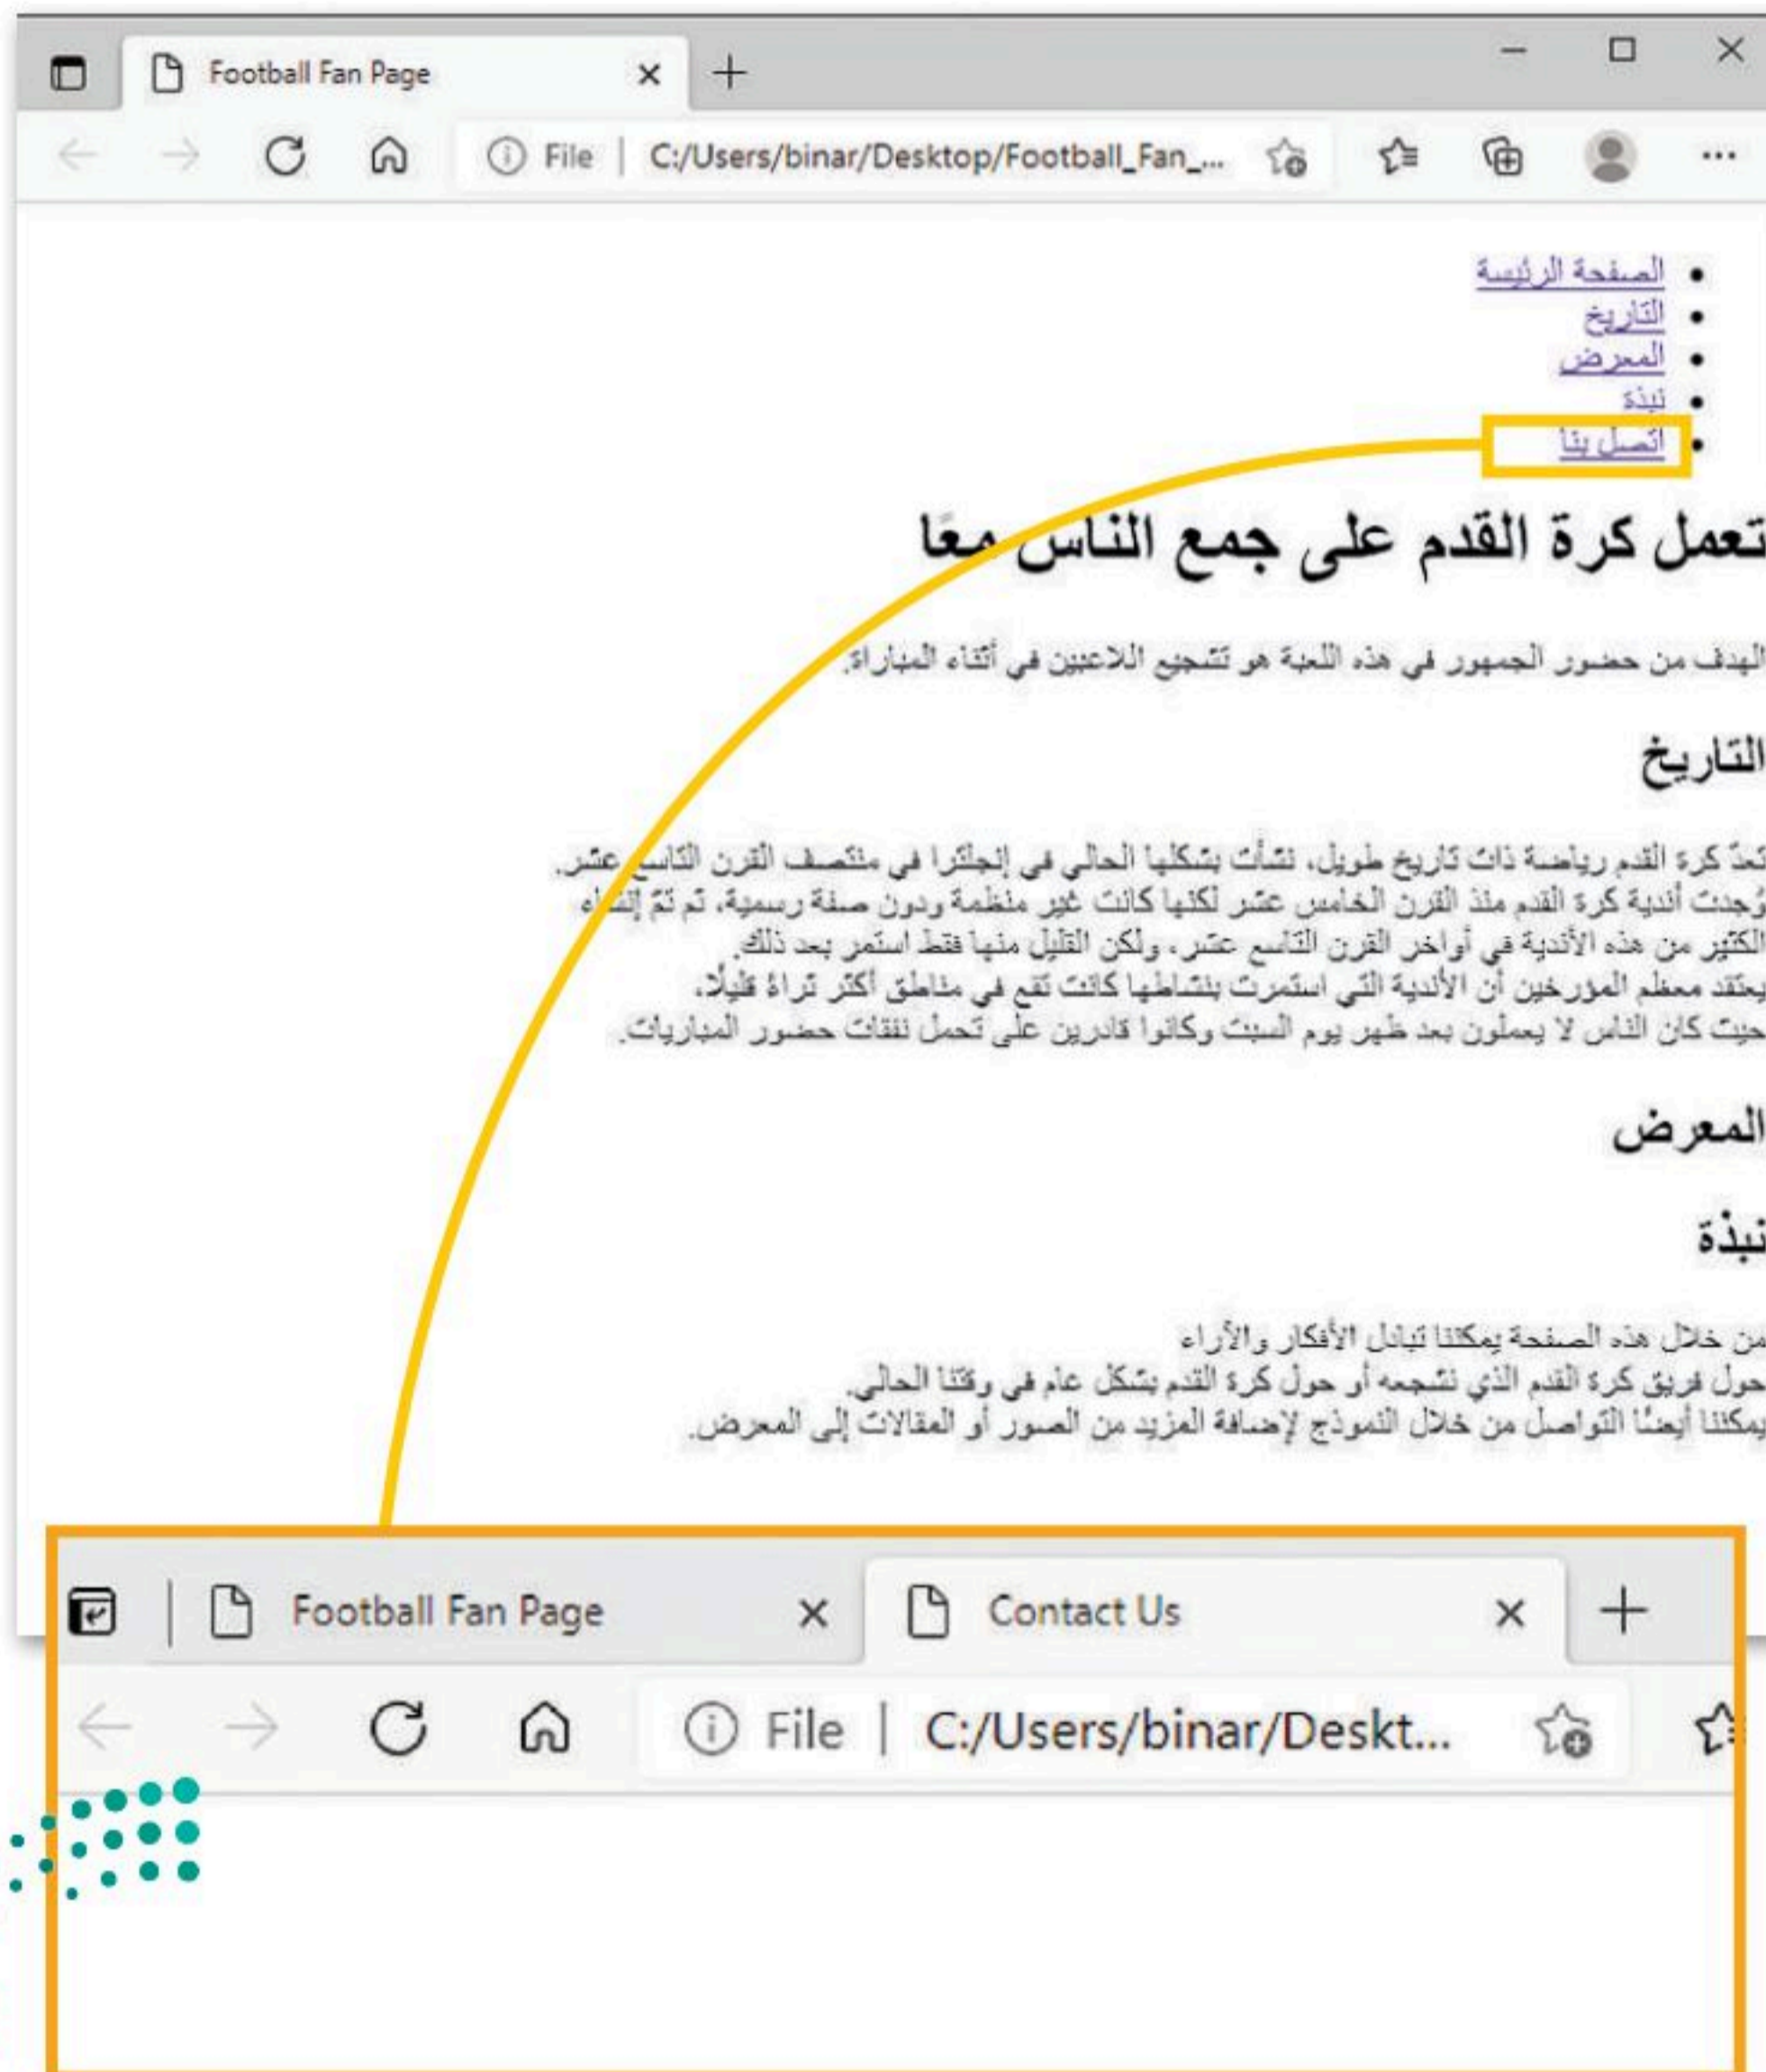 Football Fan Page
File | C:/Users/binar/Desktop/Football_Fan_...
الصفحة الرئيسة
التاريخ
المعرض
نبذة
اتصل بنا
تعمل كرة القدم على جمع الناس معًا
الهدف من حضور الجمهور في هذه اللعبة هو تشجيع اللاعبين في أثناء المباراة.
التاريخ
تعدّ كرة القدم رياضة ذات تاريخ طويل، نشأت بشكلها الحالي في إنجلترا في منتصف القرن التاسع عشر.
وُجدت أندية كرة القدم منذ القرن الخامس عشر لكنها كانت غير منظمة ودون صفة رسمية، ثم تمّ إنشاء
الكثير من هذه الأندية في أواخر القرن التاسع عشر، ولكن القليل منها فقط استمر بعد ذلك.
يعتقد معظم المؤرخين أن الأندية التي استمرت بنشاطها كانت تقع في مناطق أكثر ثراءً قليلًا،
حيث كان الناس لا يعملون بعد ظهر يوم السبت وكانوا قادرين على تحمل نفقات حضور المباريات.
المعرض
نبذة
من خلال هذه الصفحة يمكننا تبادل الأفكار والآراء
حول فريق كرة القدم الذي نشجعه أو حول كرة القدم بشكل عام في وقتنا الحالي.
يمكننا أيضًا التواصل من خلال النموذج لإضافة المزيد من الصور أو المقالات إلى المعرض.
Football Fan Page
Contact Us
File | C:/Users/binar/Deskt...